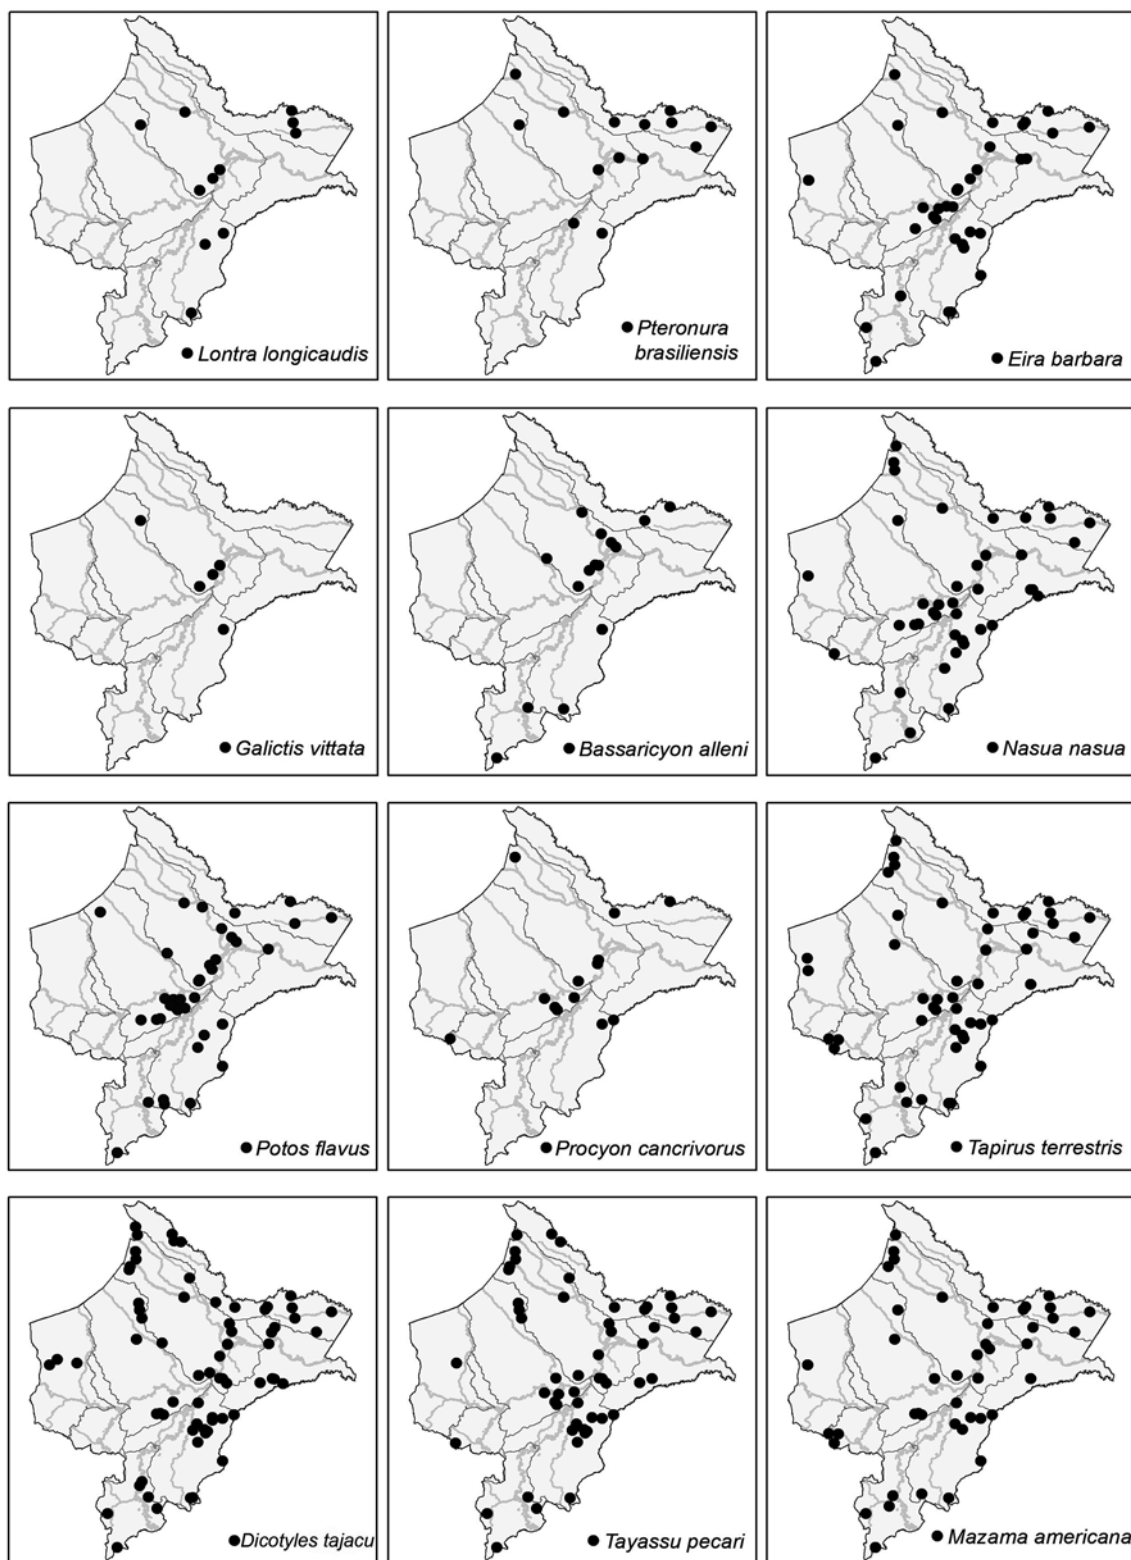 Lontra longicaudis
Pteronura
brasiliensis
Eira barbara
Galictis vittata
Bassaricyon alleni
Nasua nasua
Potos flavus
Procyon cancrivorus
Tapirus terrestris
Dicotyles tajacu
Tayassu pecari
Mazama americana